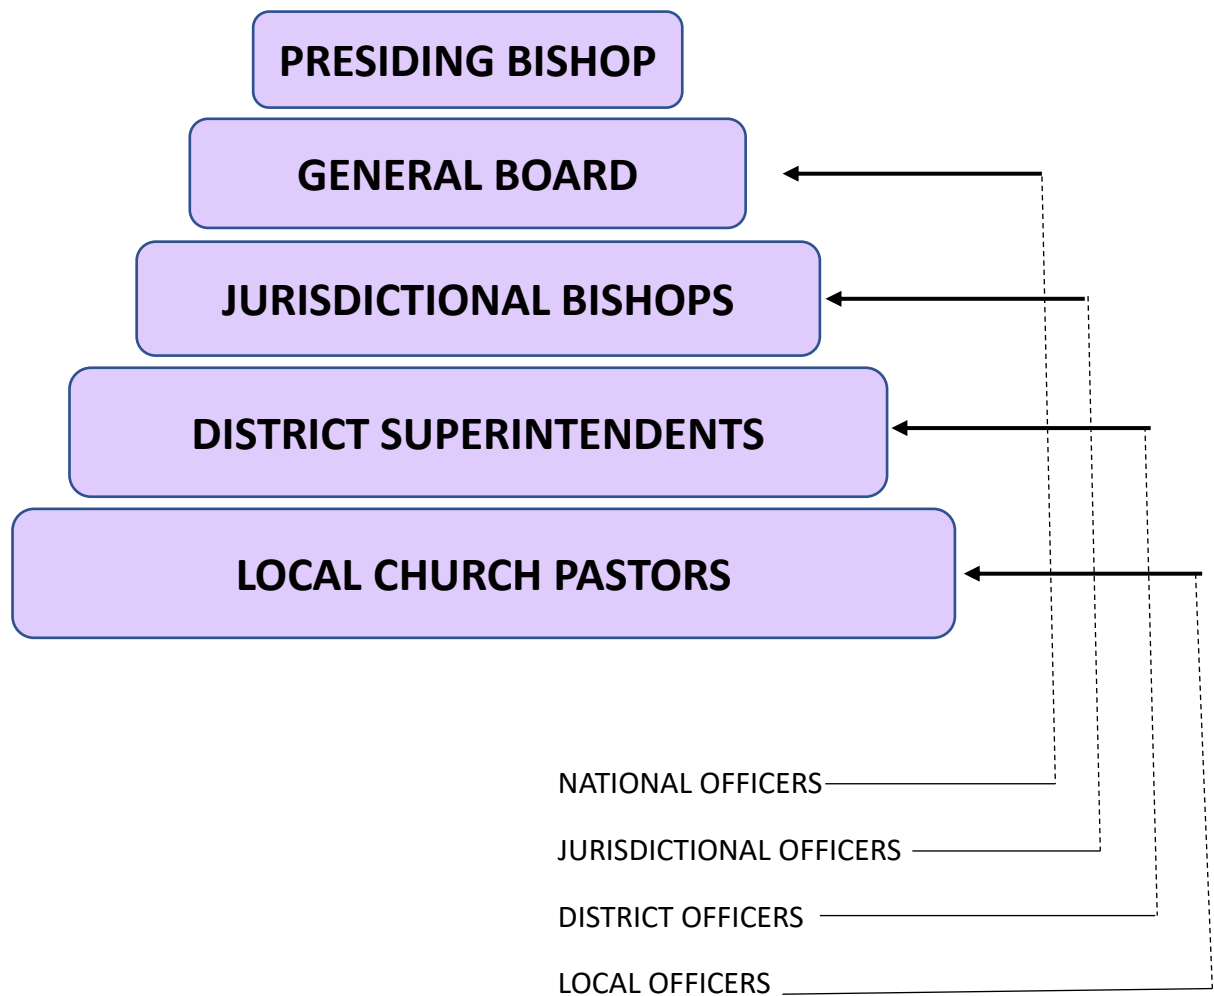 PRESIDING BISHOP
GENERAL BOARD
JURISDICTIONAL BISHOPS
DISTRICT SUPERINTENDENTS
LOCAL CHURCH PASTORS
NATIONAL OFFICERS
JURISDICTIONAL OFFICERS
DISTRICT OFFICERS
LOCAL OFFICERS